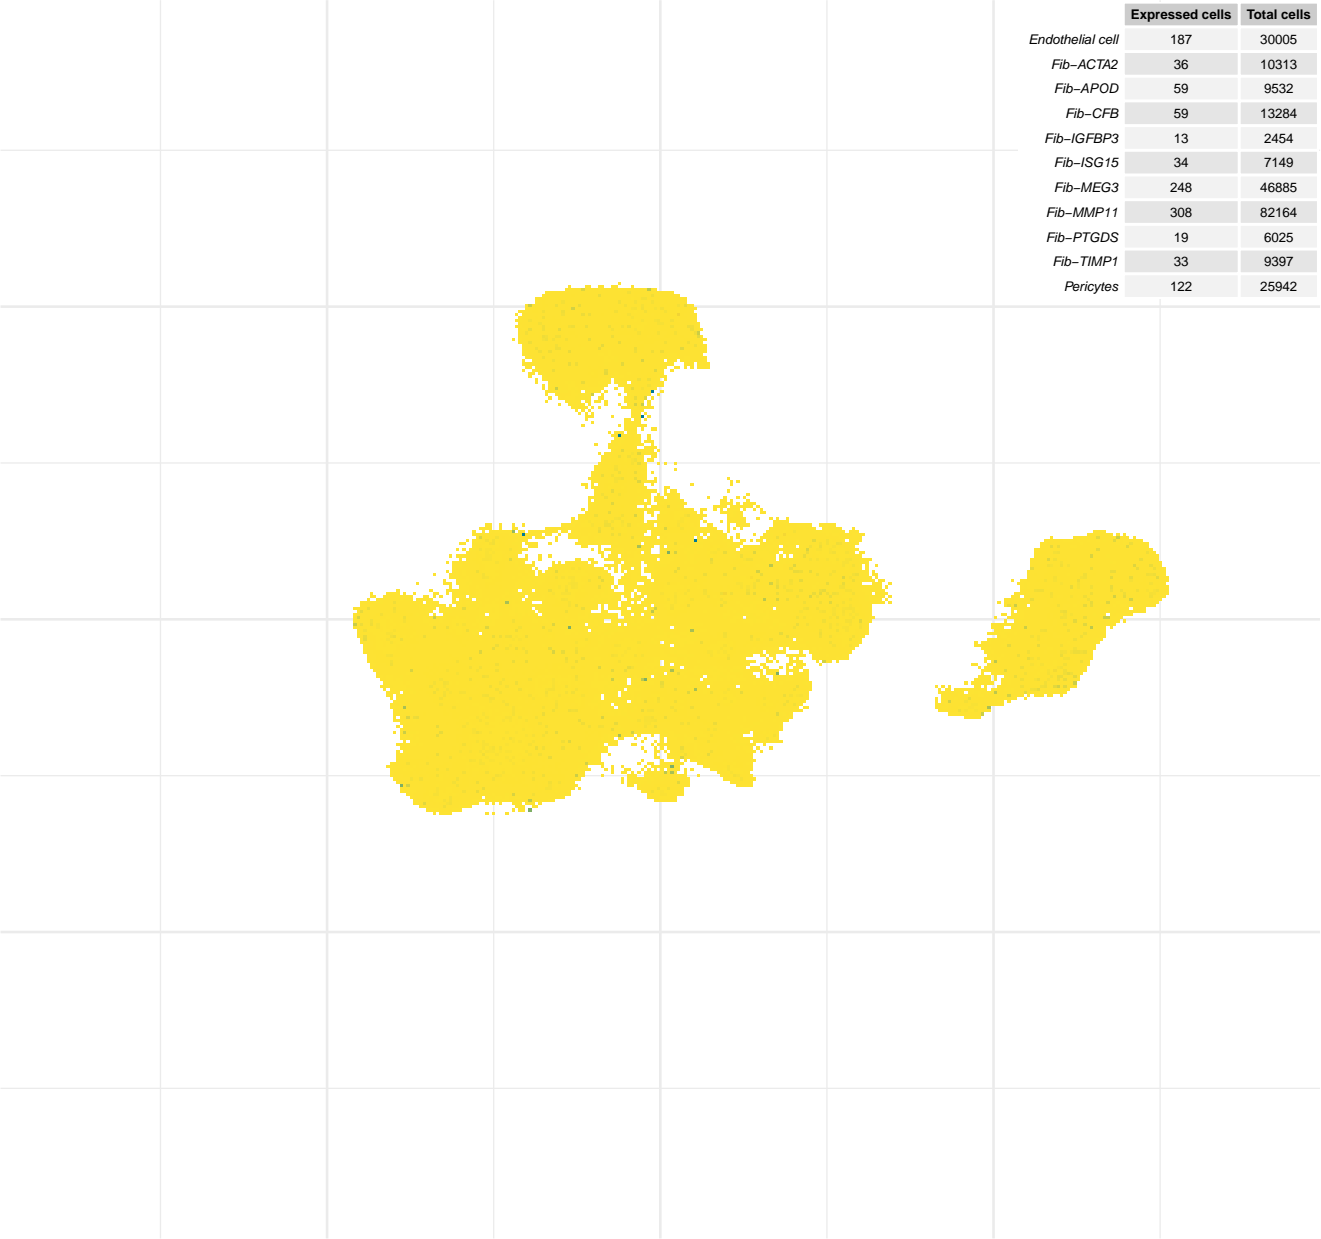 Expressed cells Total cells
Endothelial cell 187 30005
Fib−ACTA2 36 10313
Fib−APOD 59 9532
Fib−CFB 59 13284
Fib−IGFBP3 13 2454
Fib−ISG15 34 7149
Fib−MEG3 248 46885
Fib−MMP11 308 82164
Fib−PTGDS 19 6025
Fib−TIMP1 33 9397
Pericytes 122 25942